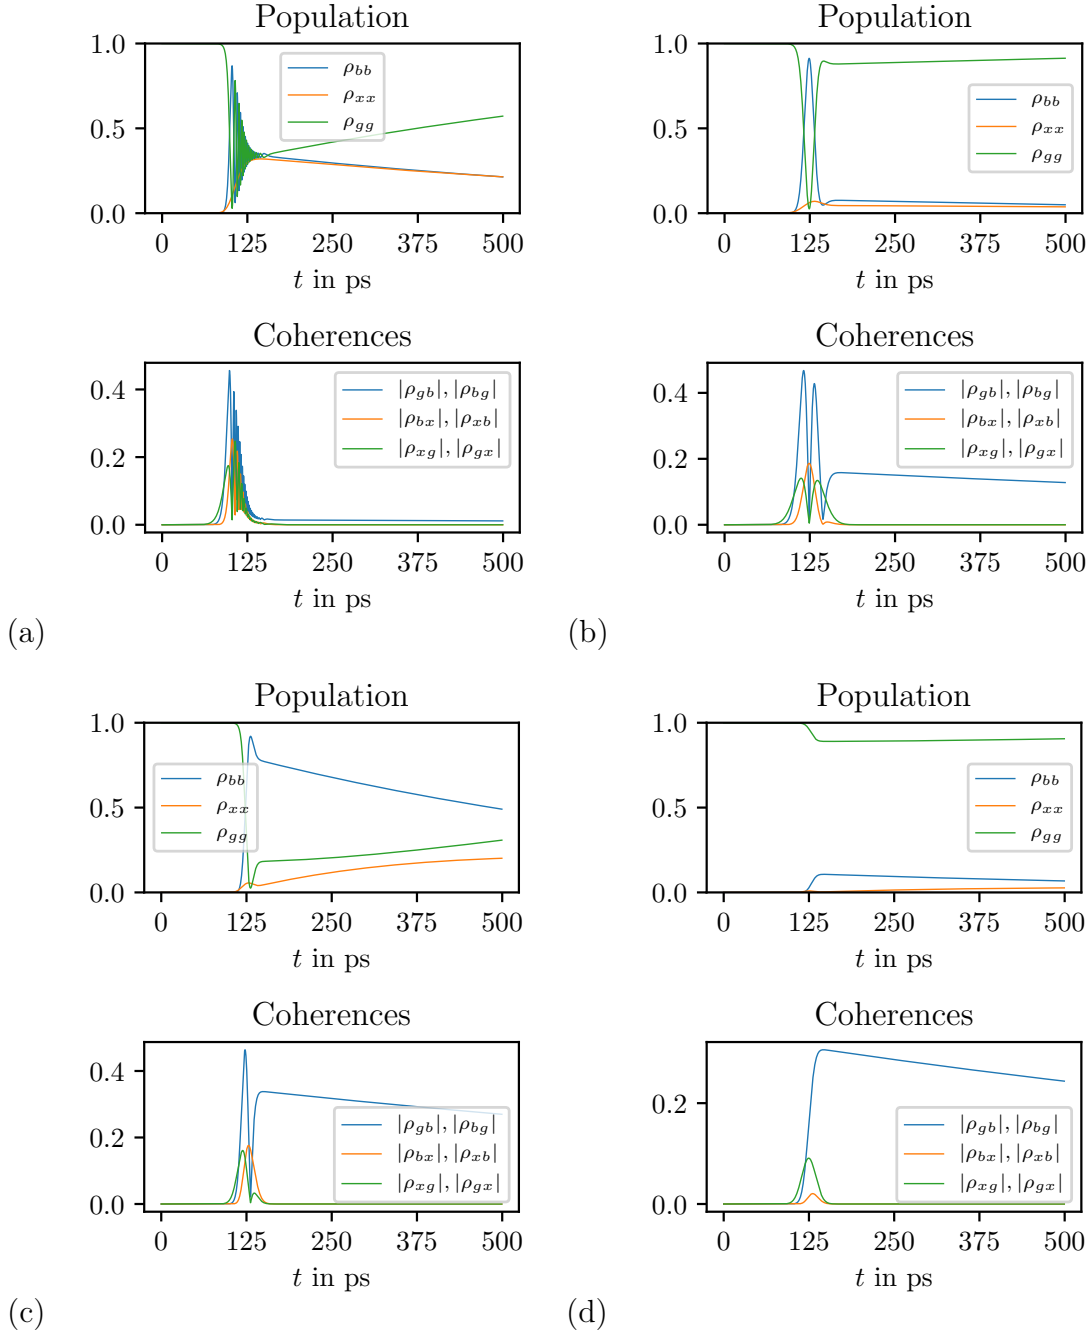 Population
1.0
0.5
0.0
ρbb
ρxx
ρgg
0 125 250 375 500
t in ps
Coherences
0.4
0.2
0.0
|ρgb|, |ρbg|
|ρbx|, |ρxb|
|ρxg|, |ρgx|
0 125 250 375 500
t in ps
(a)
Population
1.0
0.5
0.0
ρbb
ρxx
ρgg
0 125 250 375 500
t in ps
Coherences
0.4
0.2
0.0
|ρgb|, |ρbg|
|ρbx|, |ρxb|
|ρxg|, |ρgx|
0 125 250 375 500
t in ps
(b)
Population
1.0
0.5
0.0
ρbb
ρxx
ρgg
0 125 250 375 500
t in ps
Coherences
0.4
0.2
0.0
|ρgb|, |ρbg|
|ρbx|, |ρxb|
|ρxg|, |ρgx|
0 125 250 375 500
t in ps
(c)
Population
1.0
0.5
0.0
ρbb
ρxx
ρgg
0 125 250 375 500
t in ps
Coherences
0.2
0.0
|ρgb|, |ρbg|
|ρbx|, |ρxb|
|ρxg|, |ρgx|
0 125 250 375 500
t in ps
(d)